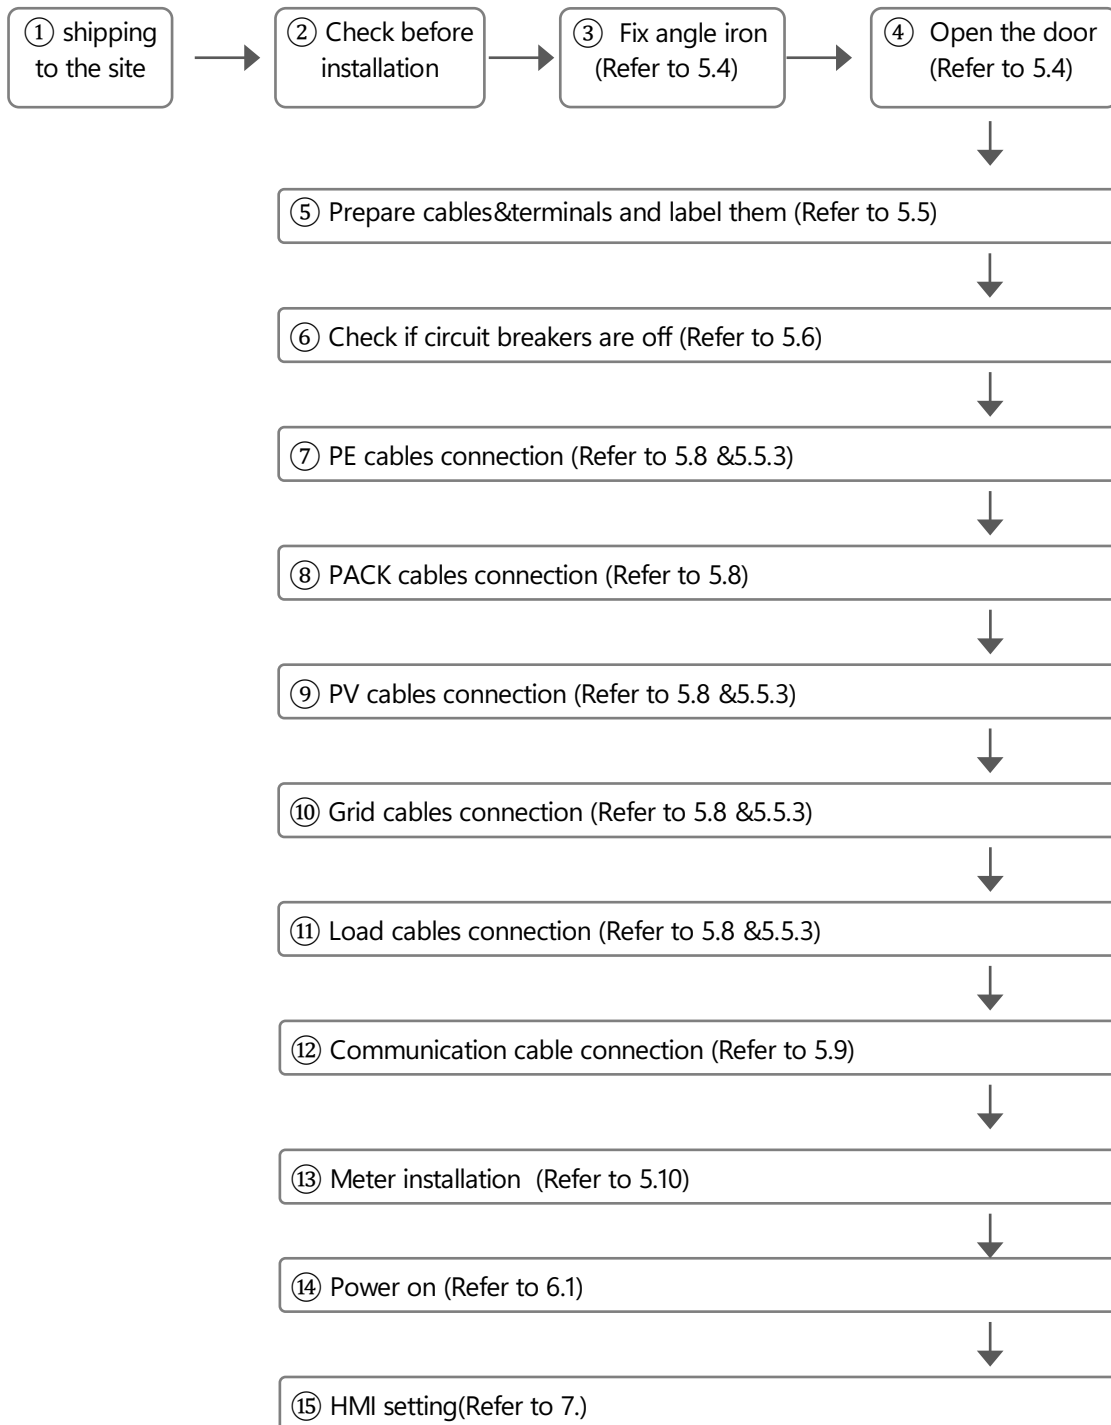 ① shipping
to the site
② Check before
installation
③ Fix angle iron
(Refer to 5.4)
④ Open the door
(Refer to 5.4)
⑤ Prepare cables&terminals and label them (Refer to 5.5)
⑥ Check if circuit breakers are off (Refer to 5.6)
⑦ PE cables connection (Refer to 5.8 &5.5.3)
⑧ PACK cables connection (Refer to 5.8)
⑨ PV cables connection (Refer to 5.8 &5.5.3)
⑩ Grid cables connection (Refer to 5.8 &5.5.3)
⑪ Load cables connection (Refer to 5.8 &5.5.3)
⑫ Communication cable connection (Refer to 5.9)
⑬ Meter installation (Refer to 5.10)
⑭ Power on (Refer to 6.1)
⑮ HMI setting(Refer to 7.)